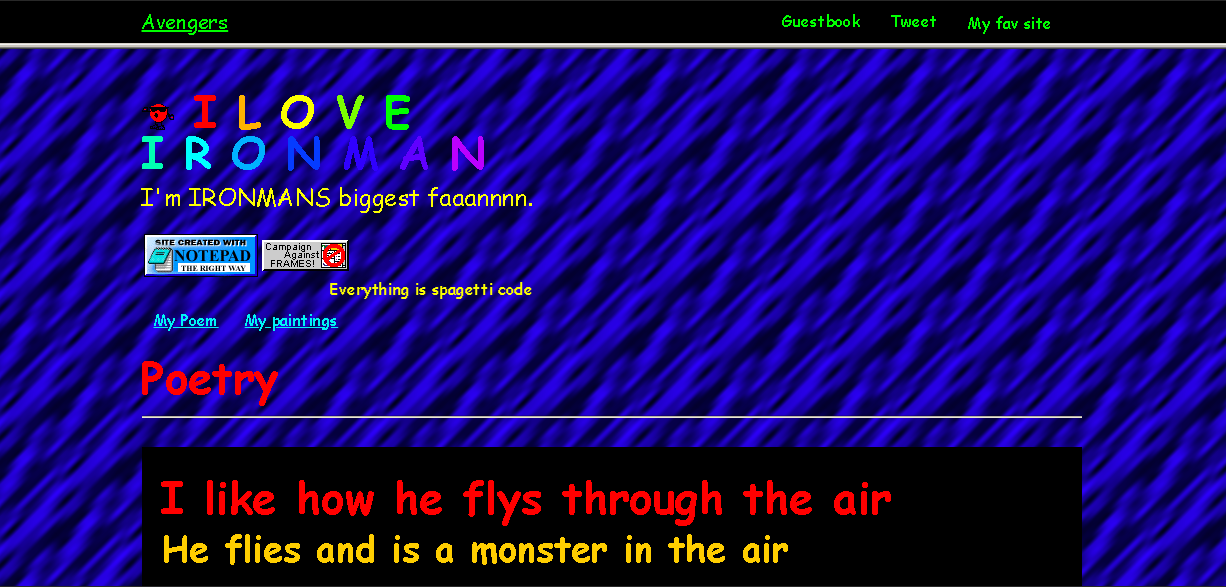 Avengers
Guestbook Tweet My fav site
I L O V E
I R O N M A N
I'm IRONMANS biggest faaannnn.
SITE CREATED WITH
NOTEPAD
THE RIGHT WAY
Campaign
Against
FRAMES!
Everything is spagetti code
My Poem My paintings
Poetry
I like how he flys through the air
He flies and is a monster in the air